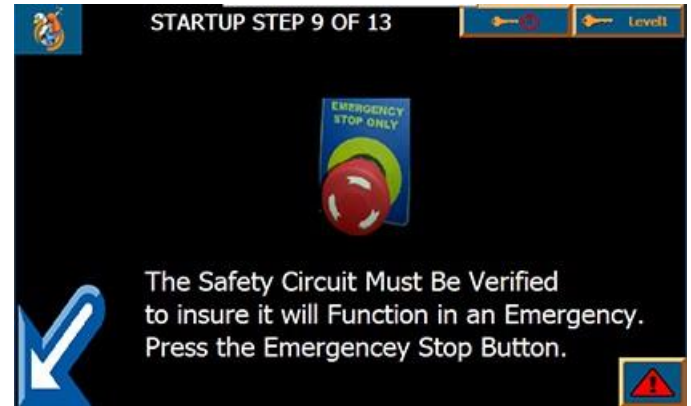 STARTUP STEP 9 OF 13
Level1
EMERGENCY
STOP ONLY
The Safety Circuit Must Be Verified
to insure it will Function in an Emergency.
Press the Emergencey Stop Button.